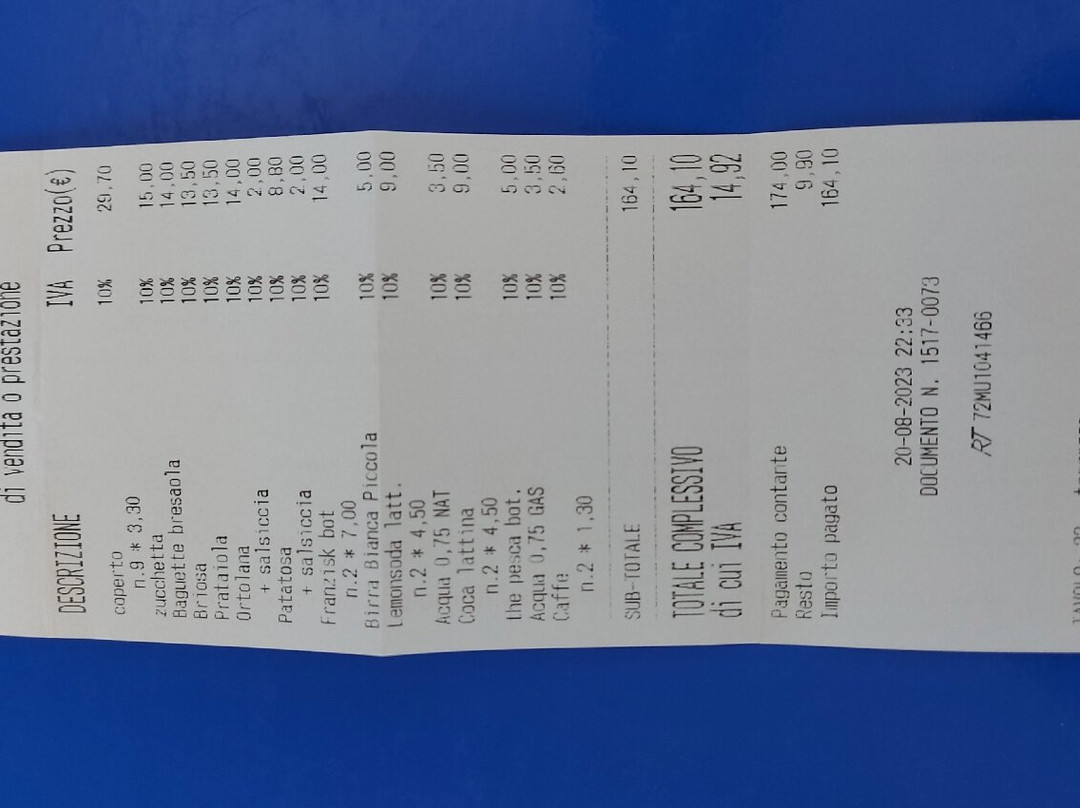 di vendita o prestazione
DESCRIZIONE IVA Prezzo(€)
coperto 10% 29,70
n.9 * 3,30
zucchetta 10% 15,00
Baguette bresaola 10% 14,00
Briosa 10% 13,50
Prataiola 10% 13,50
Ortolana 10% 14,00
+ salsiccia 10% 2,00
Patatosa 10% 8,80
+ salsiccia 10% 2,00
Franzisk bot 10% 14,00
n.2 * 7,00
Birra Bianca Piccola 10% 5,00
Lemonsoda latt. 10% 9,00
n.2 * 4,50
Acqua 0,75 NAT 10% 3,50
Coca lattina 10% 9,00
n.2 * 4,50
the pesca bot. 10% 5,00
Acqua 0,75 GAS 10% 3,50
Caffe 10% 2,60
n.2 * 1,30
SUB-TOTALE 164,10
TOTALE COMPLESSIVO 164,10
di cui IVA 14,92
Pagamento contante 174,00
Resto 9,90
Importo pagato 164,10
20-08-2023 22:33
DOCUMENTO N. 1517-0073
RT 72MU1041466